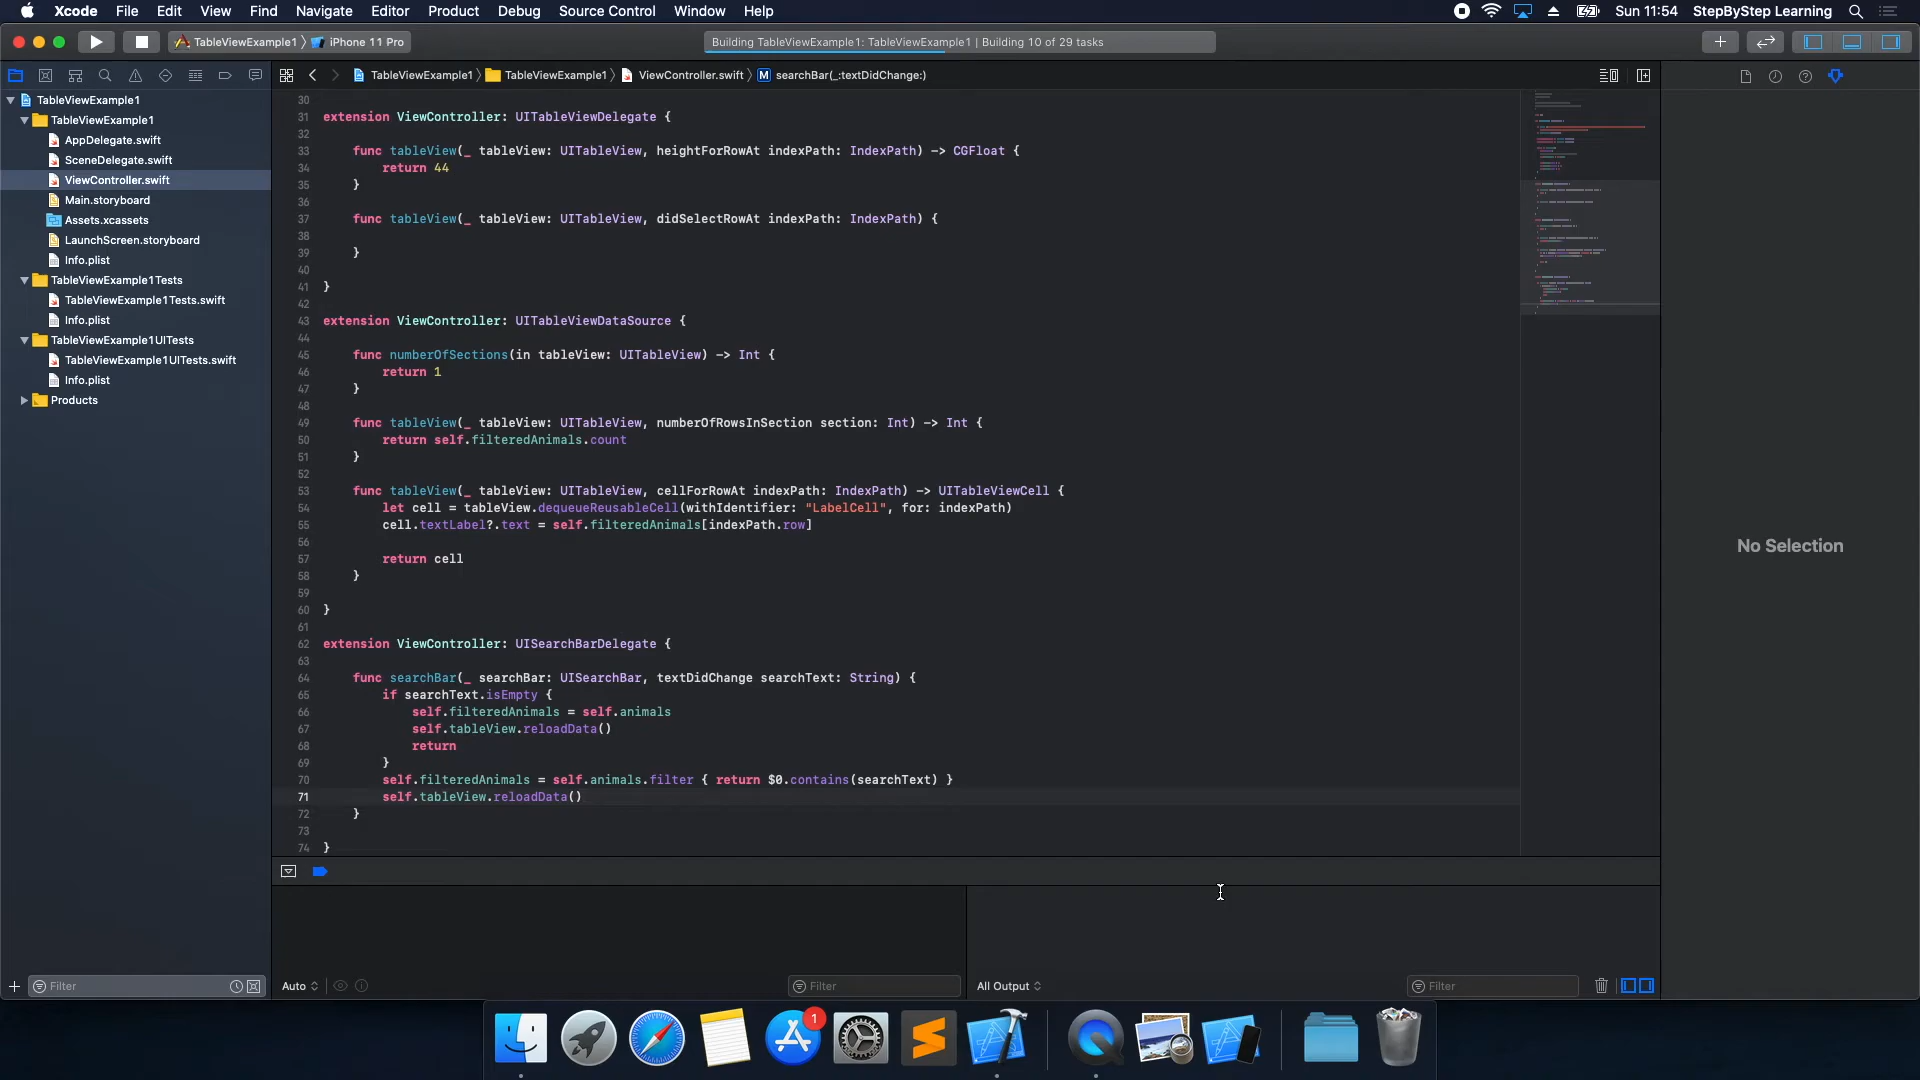 Xcode File Edit View Find Navigate Editor Product Debug Source Control Window Help Sun 11:54 StepByStep Learning
TableViewExample1 〉 iPhone 11 Pro Building TableViewExample1: TableViewExample1 | Building 10 of 29 tasks
TableViewExample1 〉 TableViewExample1 〉 ViewController.swift 〉 M searchBar(_:textDidChange:)
TableViewExample1
TableViewExample1
AppDelegate.swift
SceneDelegate.swift
ViewController.swift
Main.storyboard
Assets.xcassets
LaunchScreen.storyboard
Info.plist
TableViewExample1Tests
TableViewExample1Tests.swift
Info.plist
TableViewExample1UITests
TableViewExample1UITests.swift
Info.plist
Products
Filter
30
31 extension ViewController: UITableViewDelegate {
32
33 func tableView(_ tableView: UITableView, heightForRowAt indexPath: IndexPath) -> CGFloat {
34 return 44
35 }
36
37 func tableView(_ tableView: UITableView, didSelectRowAt indexPath: IndexPath) {
38
39 }
40
41 }
42
43 extension ViewController: UITableViewDataSource {
44
45 func numberOfSections(in tableView: UITableView) -> Int {
46 return 1
47 }
48
49 func tableView(_ tableView: UITableView, numberOfRowsInSection section: Int) -> Int {
50 return self.filteredAnimals.count
51 }
52
53 func tableView(_ tableView: UITableView, cellForRowAt indexPath: IndexPath) -> UITableViewCell {
54 let cell = tableView.dequeueReusableCell(withIdentifier: "LabelCell", for: indexPath)
55 cell.textLabel?.text = self.filteredAnimals[indexPath.row]
56
57 return cell
58 }
59
60 }
61
62 extension ViewController: UISearchBarDelegate {
63
64 func searchBar(_ searchBar: UISearchBar, textDidChange searchText: String) {
65 if searchText.isEmpty {
66 self.filteredAnimals = self.animals
67 self.tableView.reloadData()
68 return
69 }
70 self.filteredAnimals = self.animals.filter { return $0.contains(searchText) }
71 self.tableView.reloadData()
72 }
73
74 }
No Selection
Auto Filter All Output Filter
1